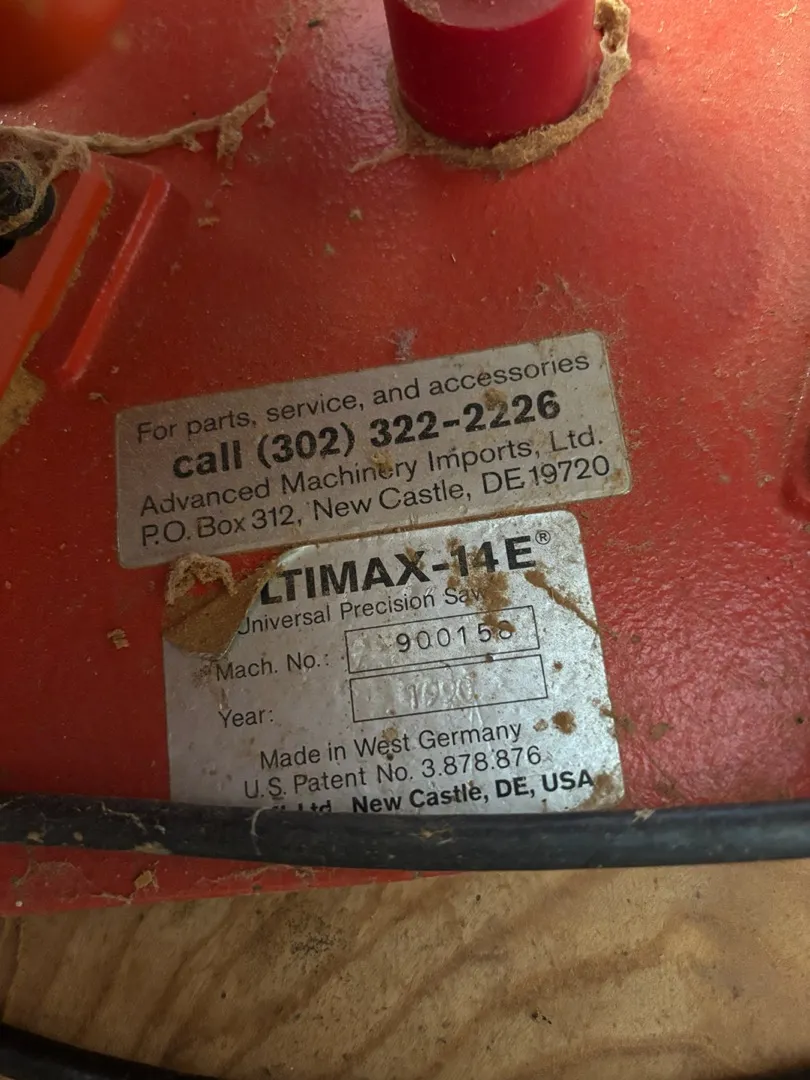 For parts, service, and accessories
call (302) 322-2226
Advanced Machinery Imports, Ltd.
P.O. Box 312, New Castle, DE 19720
LTIMAX-14E®
Universal Precision Saw
Mach. No.:
Year:
Made in West Germany
U.S. Patent No. 3.878.876
Ltd. New Castle, DE, USA